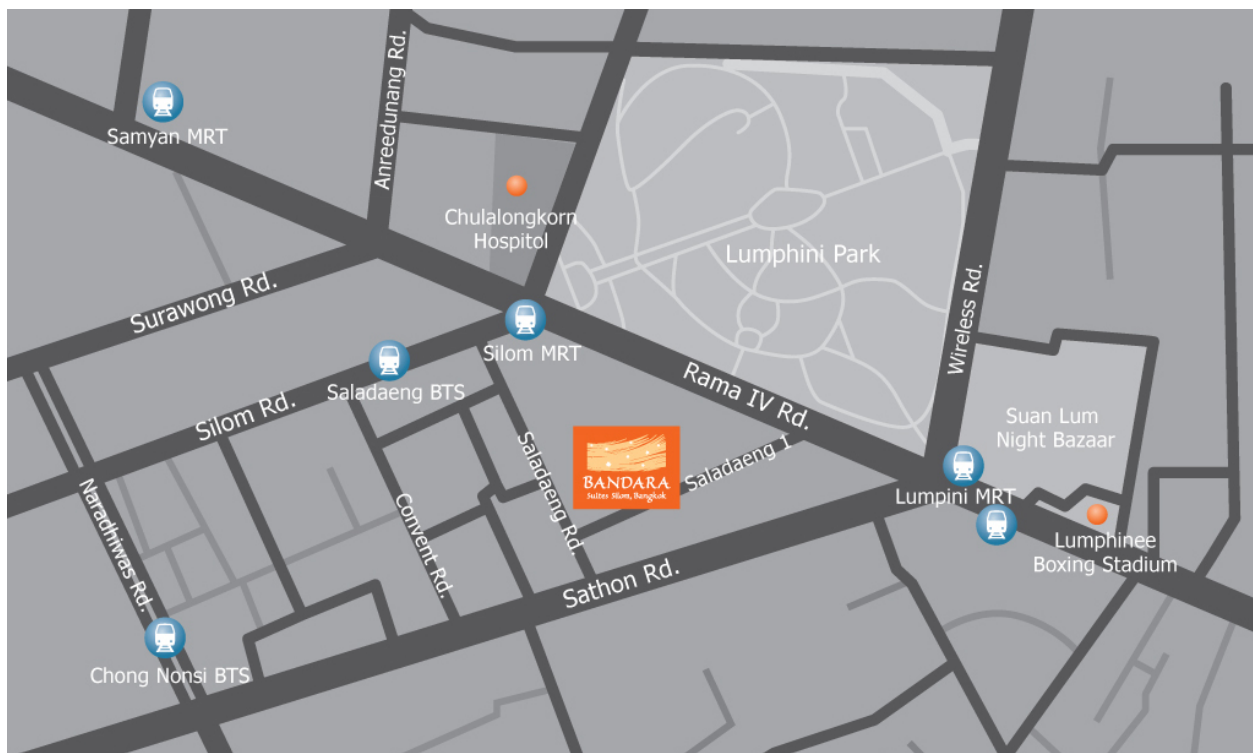 Anreedunang Rd.
Samyan MRT
Chulalongkorn
Hospitol
Lumphini Park
Surawong Rd.
Wireless Rd.
Silom MRT
Saladaeng BTS
Rama IV Rd.
Silom Rd.
Suan Lum
Night Bazaar
Saladaeng Rd.
BANDARA
Suites Silom, Bangkok
Saladaeng I
Lumpini MRT
Naradhiwas Rd.
Convent Rd.
Lumphinee
Boxing Stadium
Sathon Rd.
Chong Nonsi BTS